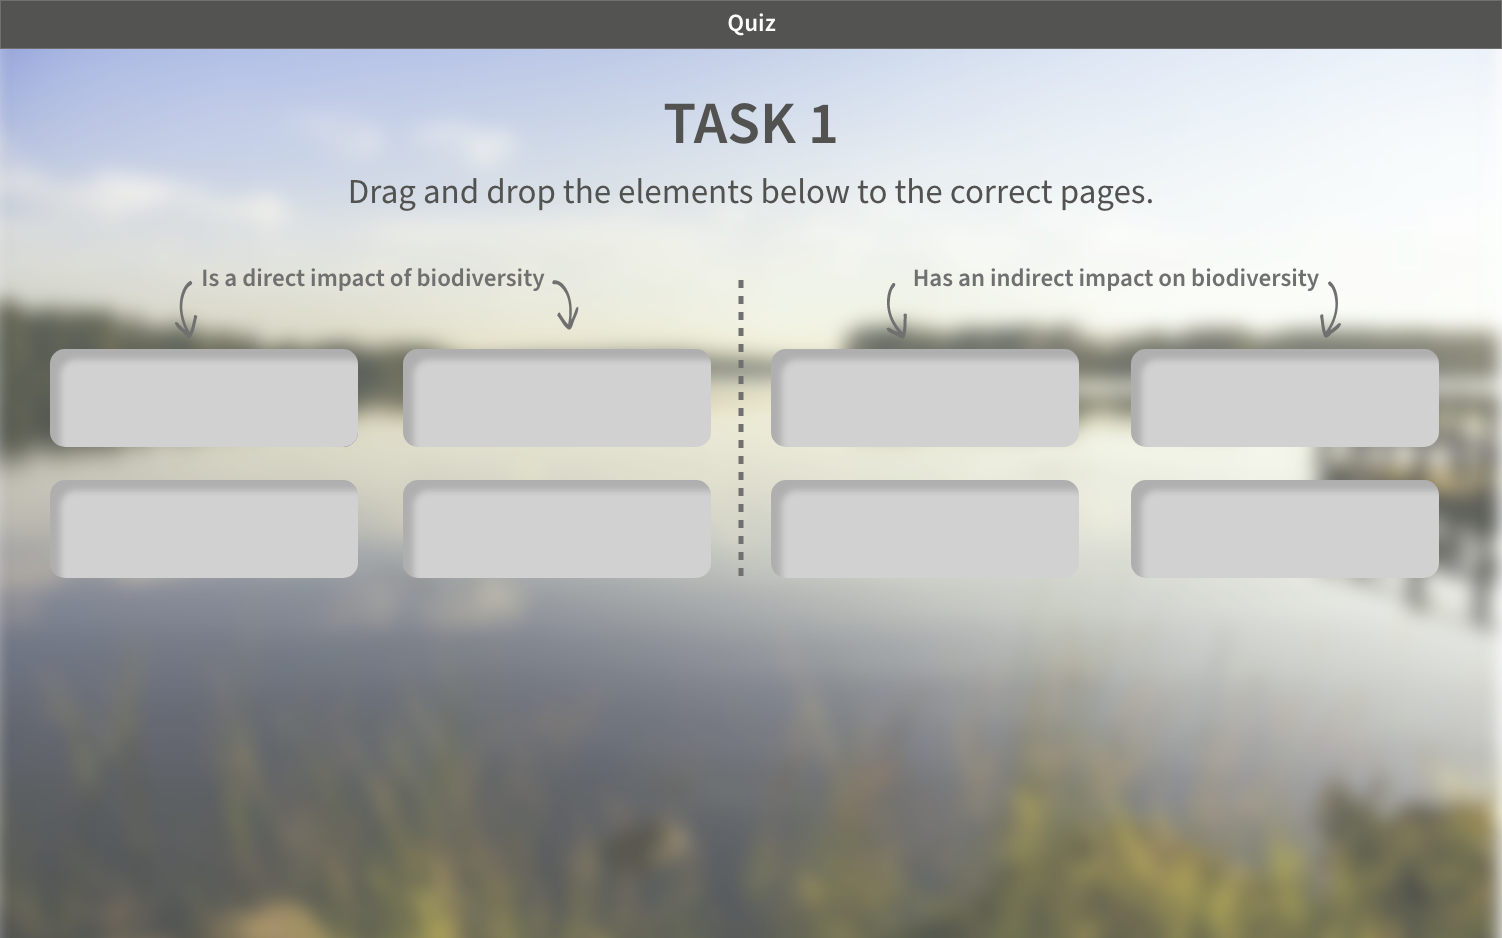 Quiz
TASK 1
Drag and drop the elements below to the correct pages.
Is a direct impact of biodiversity
Has an indirect impact on biodiversity